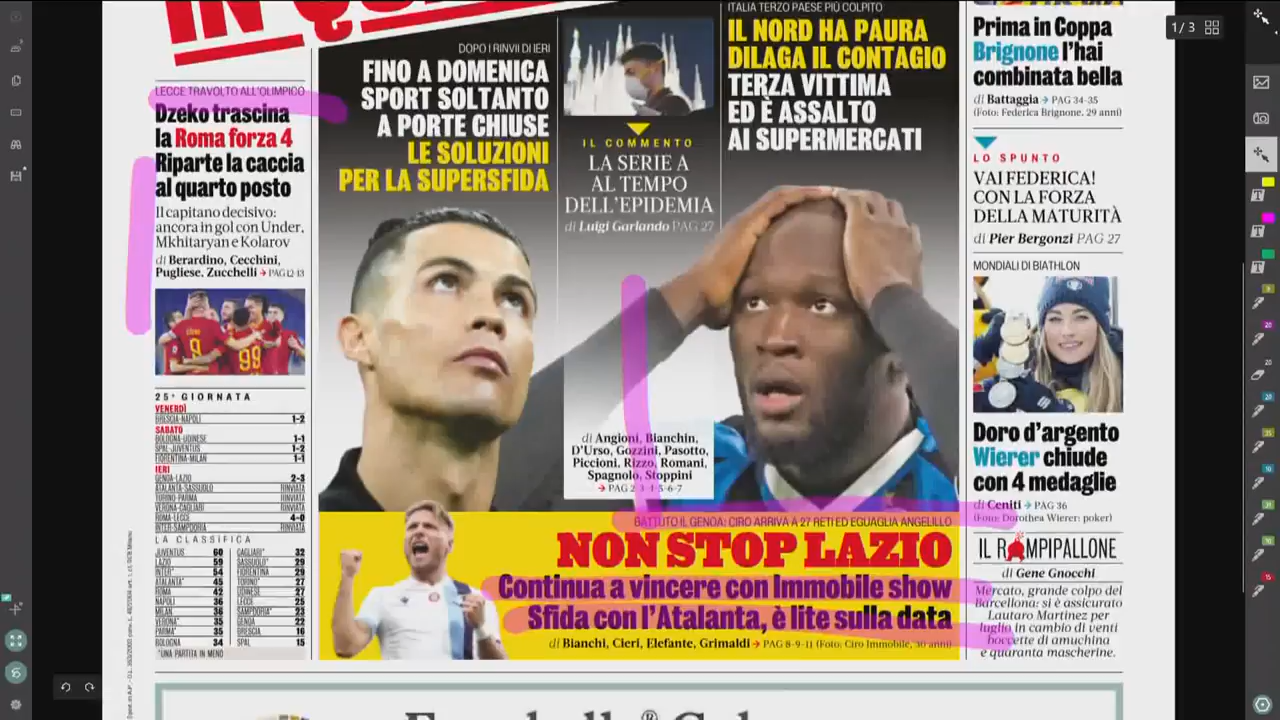 IN QU
1/3
LECCE TRAVOLTO ALL'OLIMPICO
Dzeko trascina
la Roma forza 4
Riparte la caccia
al quarto posto
Il capitano decisivo:
ancora in gol con Under,
Mkhitaryan e Kolarov
di Berardino, Cecchini,
Pugliese, Zucchelli → PAG 12-13
25ª GIORNATA
VENERDÌ
BRESCIA-NAPOLI 1-2
SABATO
BOLOGNA-UDINESE 1-1
SPAL-JUVENTUS 1-2
FIORENTINA-MILAN 1-1
IERI
GENOA-LAZIO 2-3
ATALANTA-SASSUOLO RINVIATA
TORINO-PARMA RINVIATA
VERONA-CAGLIARI RINVIATA
ROMA-LECCE 4-0
INTER-SAMPDORIA RINVIATA
LA CLASSIFICA
JUVENTUS 60
LAZIO 59
INTER* 54
ATALANTA* 45
ROMA 42
NAPOLI 36
MILAN 36
VERONA* 35
PARMA* 35
BOLOGNA 34
CAGLIARI* 32
SASSUOLO* 29
FIORENTINA 29
TORINO* 27
UDINESE 27
LECCE 25
SAMPDORIA* 23
GENOA 22
BRESCIA 16
SPAL 15
*UNA PARTITA IN MENO
DOPO I RINVII DI IERI
FINO A DOMENICA
SPORT SOLTANTO
A PORTE CHIUSE
LE SOLUZIONI
PER LA SUPERSFIDA
IL COMMENTO
LA SERIE A
AL TEMPO
DELL'EPIDEMIA
di Luigi Garlando PAG 27
ITALIA TERZO PAESE PIÙ COLPITO
IL NORD HA PAURA
DILAGA IL CONTAGIO
TERZA VITTIMA
ED È ASSALTO
AI SUPERMERCATI
di Angioni, Bianchin,
D'Urso, Gozzini, Pasotto,
Piccioni, Rizzo, Romani,
Spagnolo, Stoppini
→ PAG 2-3-4-5-6-7
BATTUTO IL GENOA: CIRO ARRIVA A 27 RETI ED EGUAGLIA ANGELILLO
NON STOP LAZIO
Continua a vincere con Immobile show
Sfida con l'Atalanta, è lite sulla data
di Bianchi, Cieri, Elefante, Grimaldi → PAG 8-9-11 (Foto: Ciro Immobile, 30 anni)
Prima in Coppa
Brignone l'hai
combinata bella
di Battaggia → PAG 34-35
(Foto: Federica Brignone, 29 anni)
LO SPUNTO
VAI FEDERICA!
CON LA FORZA
DELLA MATURITÀ
di Pier Bergonzi PAG 27
MONDIALI DI BIATHLON
Doro d'argento
Wierer chiude
con 4 medaglie
di Ceniti → PAG 36
(Foto: Dorothea Wierer: poker)
IL ROMPIPALLONE
di Gene Gnocchi
Mercato, grande colpo del
Barcellona: si è assicurato
Lautaro Martinez per
luglio in cambio di venti
boccette di amuchina
e quaranta mascherine.